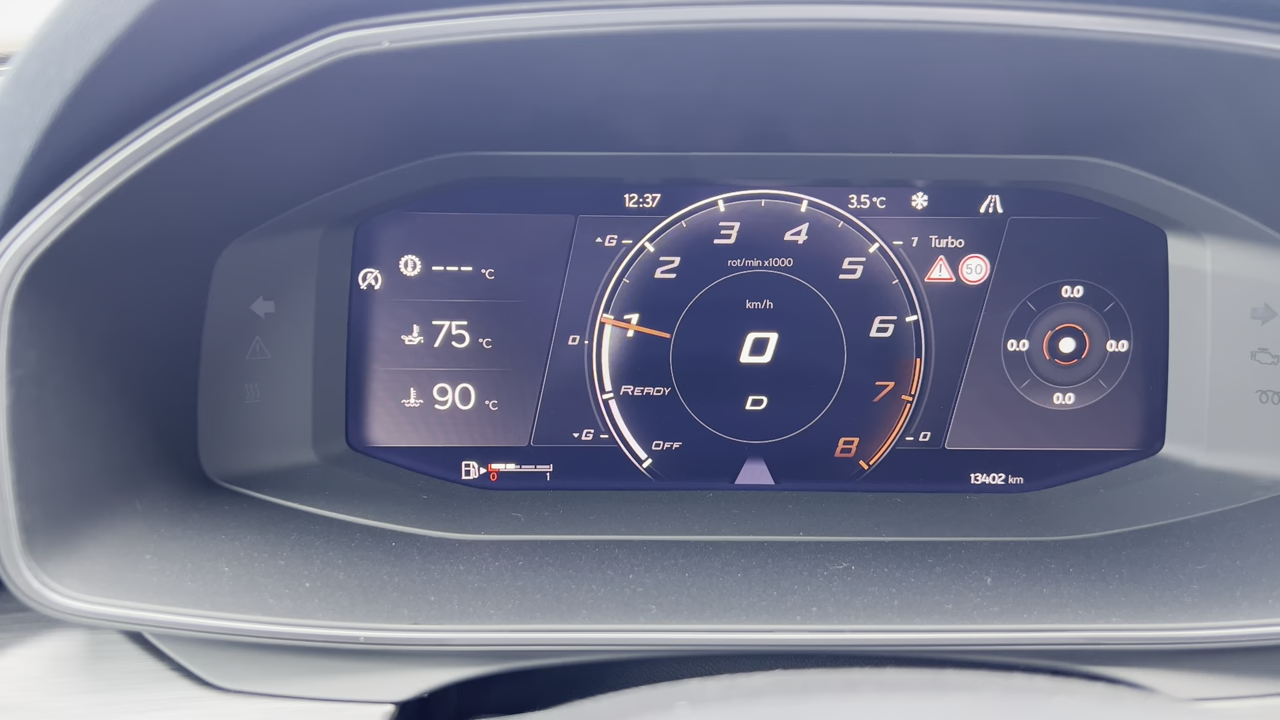 12:37
3.5 °C
3 4
G
1 Turbo
rot/min x1000
2 5
50
--- °C
km/h
0.0
1 6
75 °C
0
0
0.0 0.0
READY
7
90 °C
D
0.0
G
OFF
8
0
0 1
13402 km